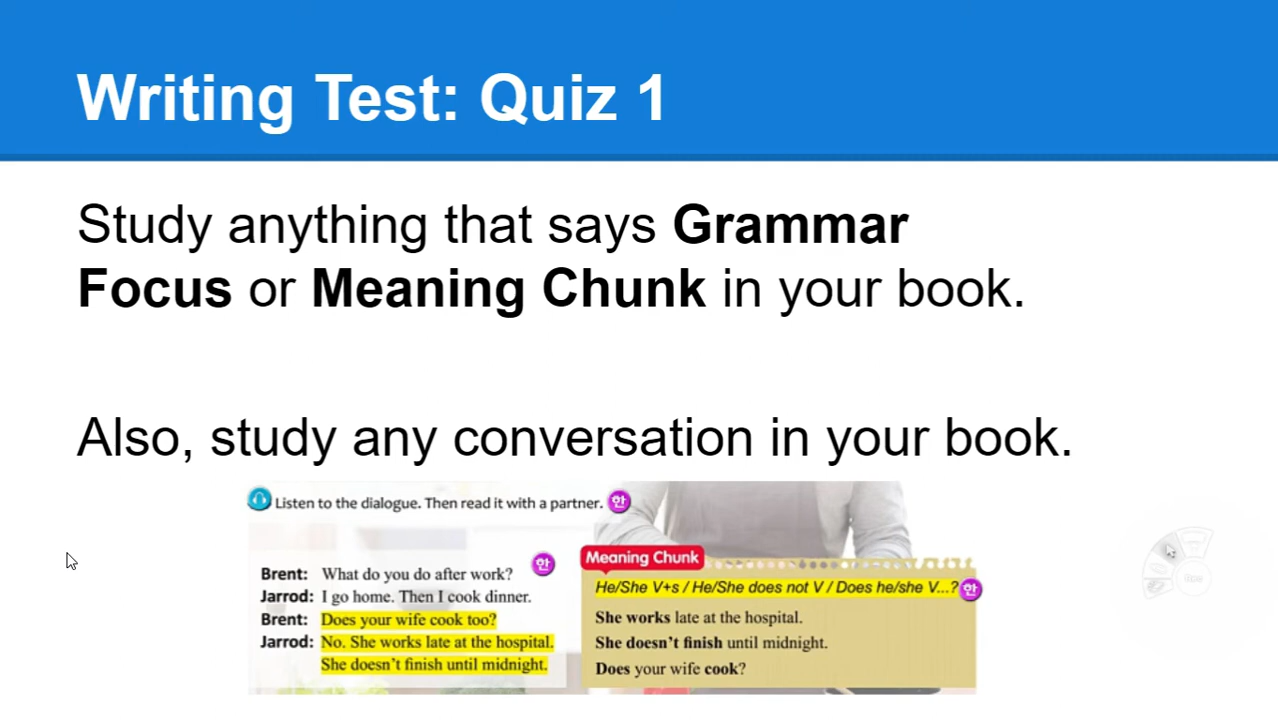 Writing Test: Quiz 1
Study anything that says Grammar
Focus or Meaning Chunk in your book.
Also, study any conversation in your book.
Listen to the dialogue. Then read it with a partner. 한
한
Brent: What do you do after work?
Jarrod: I go home. Then I cook dinner.
Brent: Does your wife cook too?
Jarrod: No. She works late at the hospital.
She doesn't finish until midnight.
Meaning Chunk
He/She V+s / He/She does not V / Does he/she V...? 한
She works late at the hospital.
She doesn't finish until midnight.
Does your wife cook?